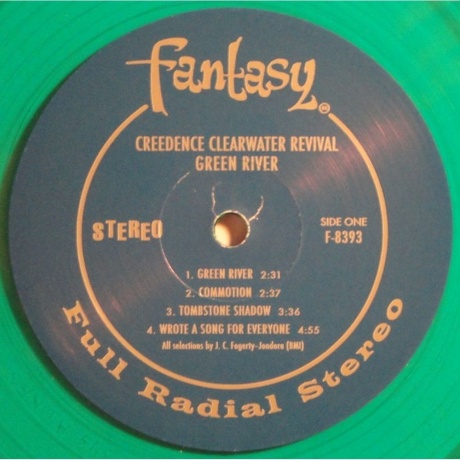 fantasy®
CREEDENCE CLEARWATER REVIVAL
GREEN RIVER
STEREO
SIDE ONE
F-8393
1. GREEN RIVER 2:31
2. COMMOTION 2:37
3. TOMBSTONE SHADOW 3:36
4. WROTE A SONG FOR EVERYONE 4:55
All selections by J. C. Fogerty-Jondora (BMI)
Full Radial Stereo